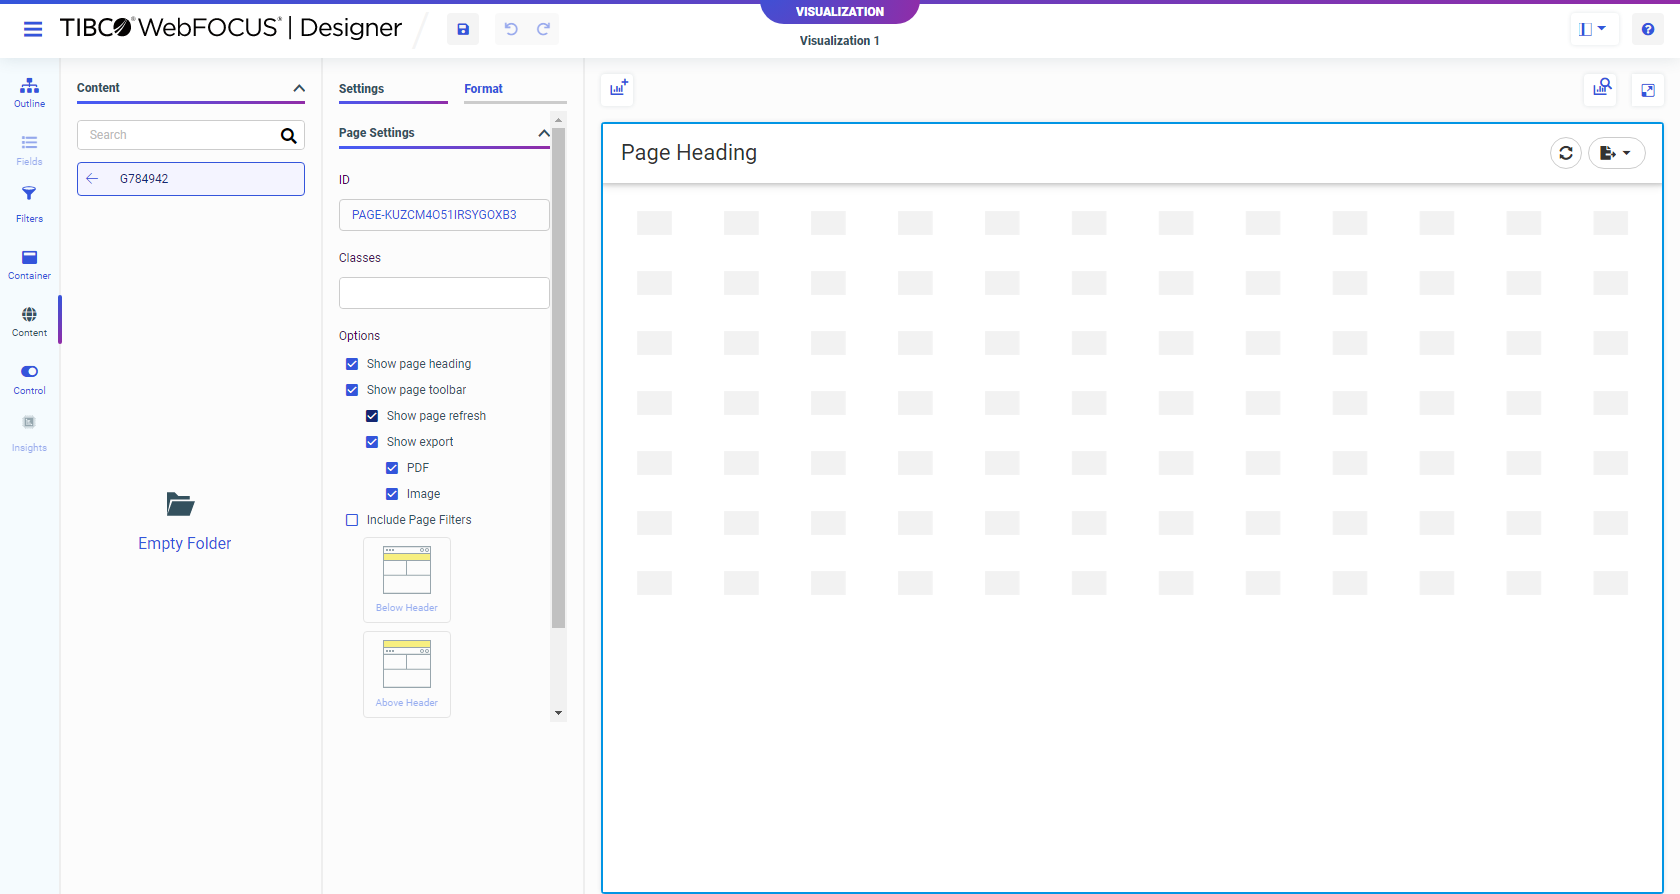 VISUALIZATION
TIBCO® WebFOCUS® | Designer
Visualization 1
Outline
Fields
Filters
Container
Content
Control
Insights
Content
Search
G784942
Empty Folder
Settings
Format
Page Settings
ID
PAGE-KUZCM4O51IRSYGOXB3
Classes
Options
Show page heading
Show page toolbar
Show page refresh
Show export
PDF
Image
Include Page Filters
Below Header
Above Header
Page Heading